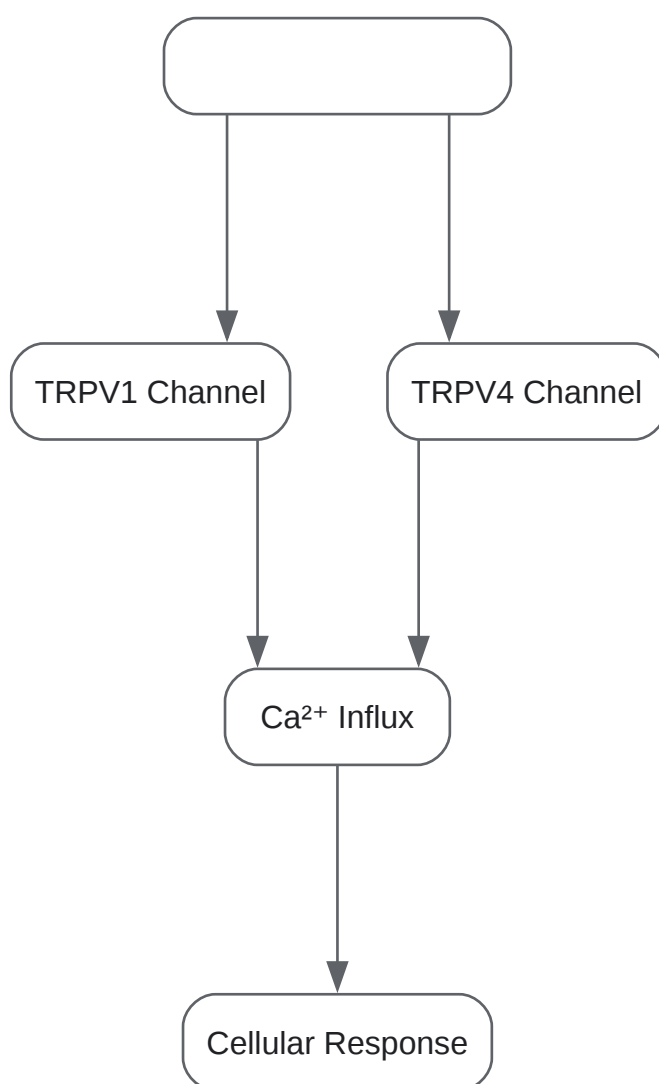 TRPV1 Channel
TRPV4 Channel
Ca²⁺ Influx
Cellular Response